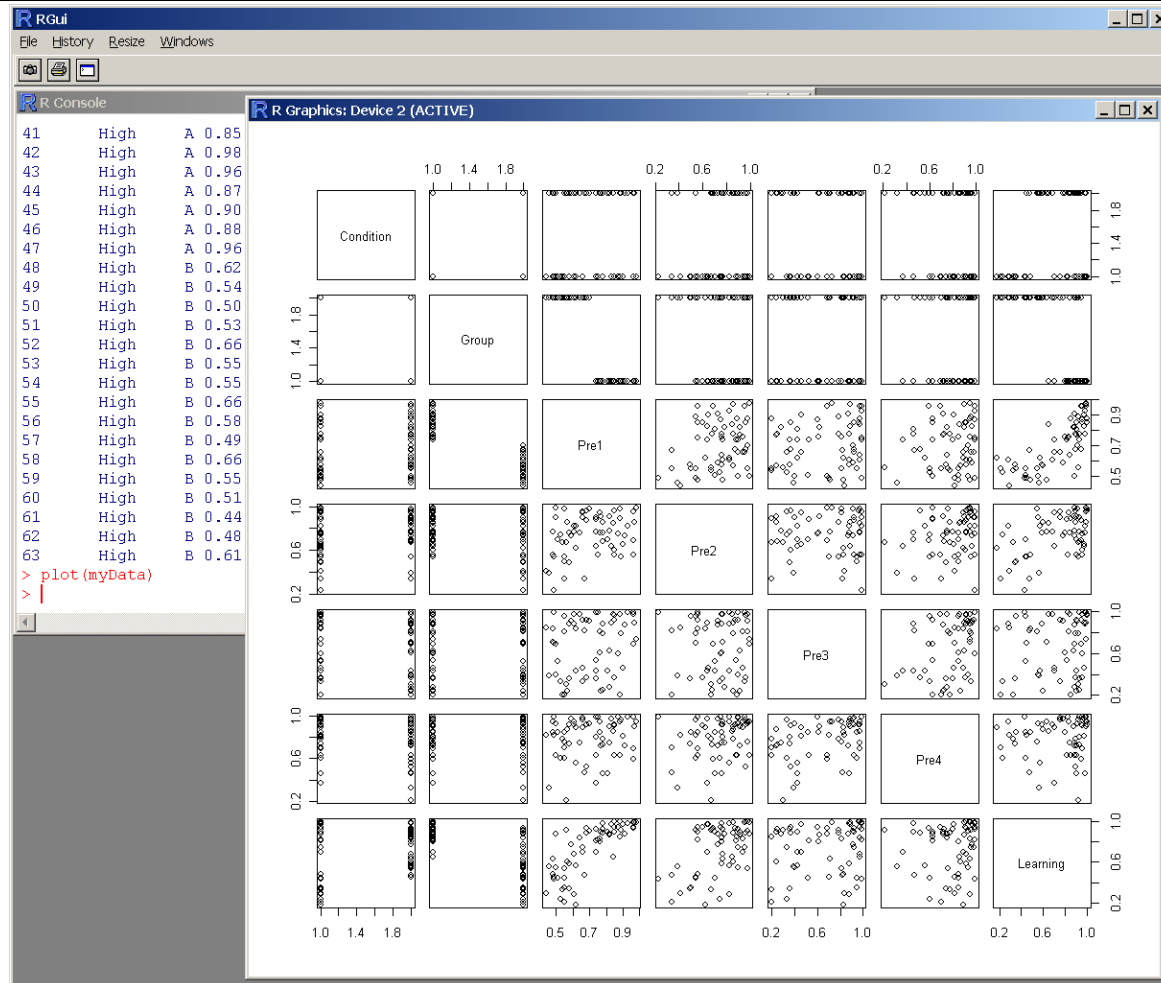 RGui
File History Resize Windows
R Console
41 High A 0.85
42 High A 0.98
43 High A 0.96
44 High A 0.87
45 High A 0.90
46 High A 0.88
47 High A 0.96
48 High B 0.62
49 High B 0.54
50 High B 0.50
51 High B 0.53
52 High B 0.66
53 High B 0.55
54 High B 0.55
55 High B 0.66
56 High B 0.58
57 High B 0.49
58 High B 0.66
59 High B 0.55
60 High B 0.51
61 High B 0.44
62 High B 0.48
63 High B 0.61
> plot(myData)
>
R Graphics: Device 2 (ACTIVE)
1.0 1.4 1.8 0.2 0.6 1.0 0.2 0.6 1.0
Condition
1.0 1.4 1.8
1.0 1.4 1.8
Group
Pre1
0.5 0.7 0.9
0.2 0.6 1.0
Pre2
Pre3
0.2 0.6 1.0
0.2 0.6 1.0
Pre4
Learning
0.2 0.6 1.0
1.0 1.4 1.8 0.5 0.7 0.9 0.2 0.6 1.0 0.2 0.6 1.0